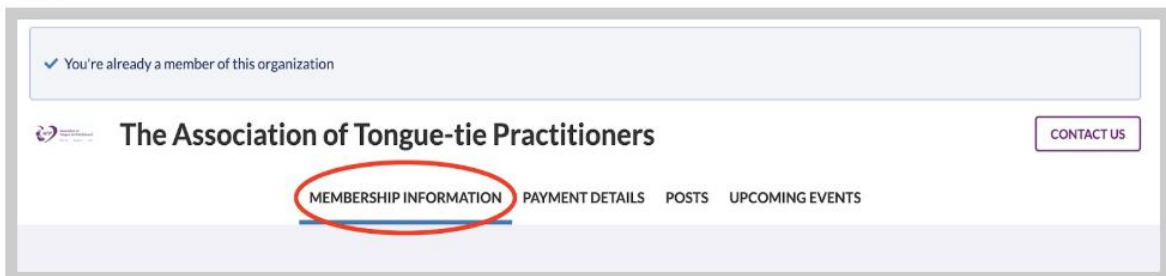 You're already a member of this organization
The Association of Tongue-tie Practitioners
CONTACT US
MEMBERSHIP INFORMATION PAYMENT DETAILS POSTS UPCOMING EVENTS